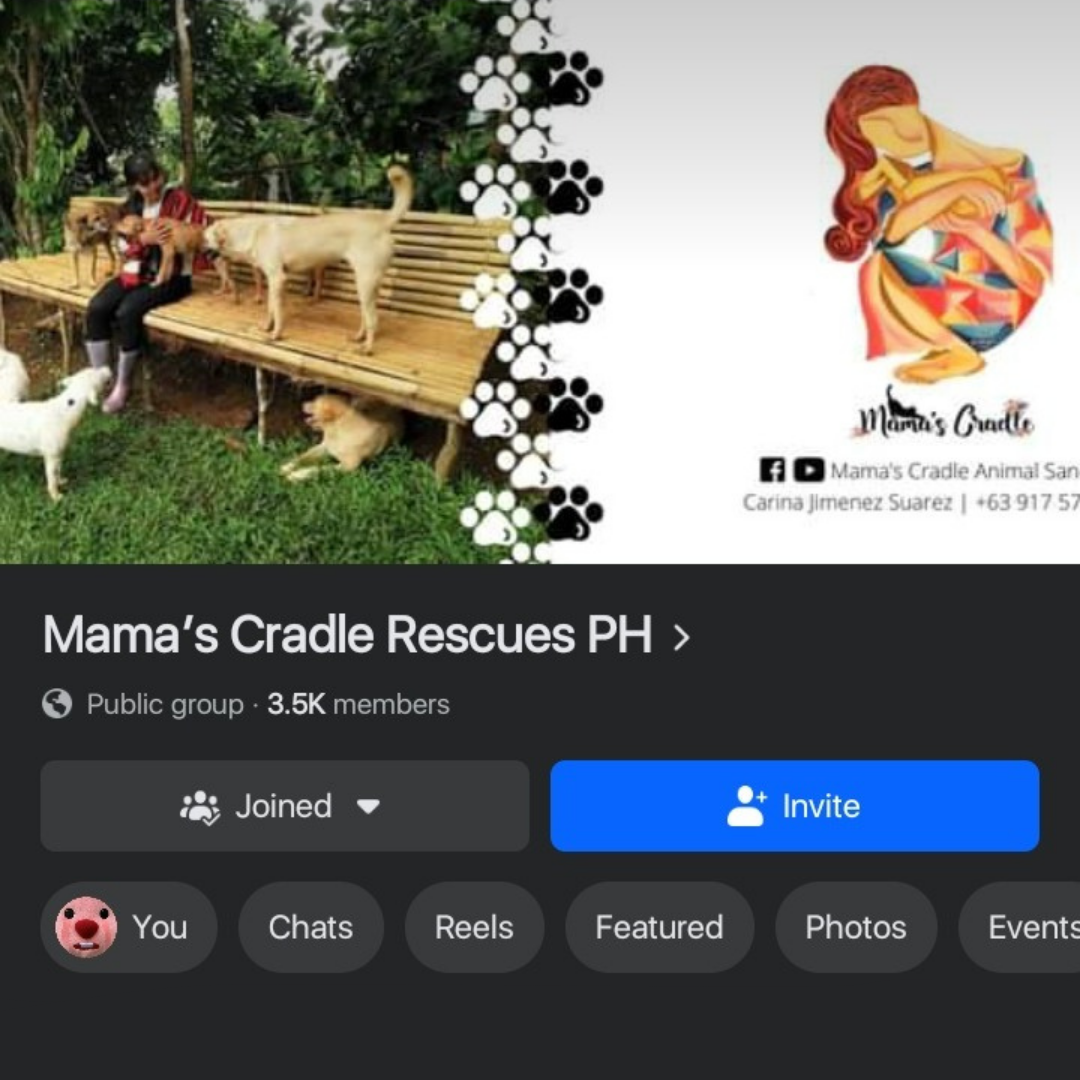 Mama's Cradle
Mama's Cradle Animal San
Carina Jimenez Suarez | +63 917 57
Mama's Cradle Rescues PH
Public group · 3.5K members
Joined
Invite
You
Chats
Reels
Featured
Photos
Events